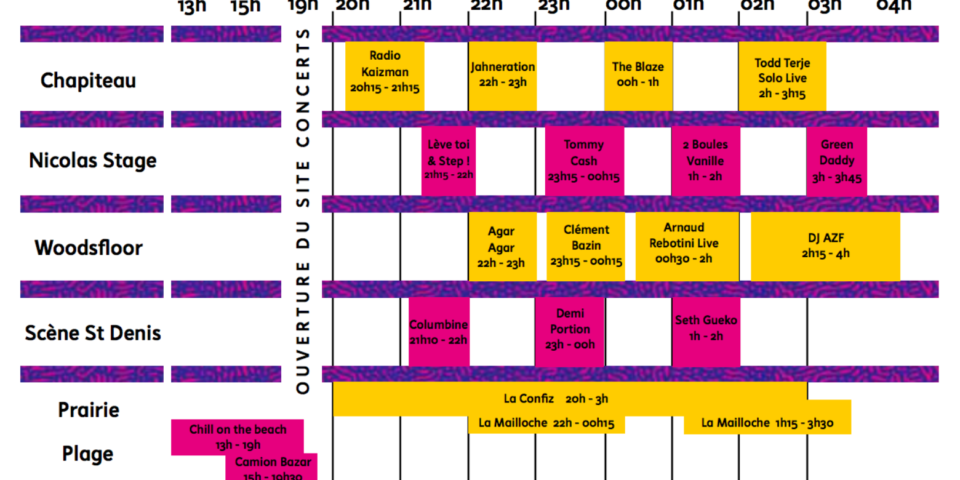 13h 15h 19h 20h 21h 22h 23h 00h 01h 02h 03h 04h
OUVERTURE DU SITE CONCERTS
Chapiteau
Radio
Kaizman
20h15 - 21h15
Jahneration
22h - 23h
The Blaze
00h - 1h
Todd Terje
Solo Live
2h - 3h15
Nicolas Stage
Lève toi
& Step !
21h15 - 22h
Tommy
Cash
23h15 - 00h15
2 Boules
Vanille
1h - 2h
Green
Daddy
3h - 3h45
Woodsfloor
Agar
Agar
22h - 23h
Clément
Bazin
23h15 - 00h15
Arnaud
Rebotini Live
00h30 - 2h
DJ AZF
2h15 - 4h
Scène St Denis
Columbine
21h10 - 22h
Demi
Portion
23h - 00h
Seth Gueko
1h - 2h
Prairie
La Confiz 20h - 3h
La Mailloche 22h - 00h15
La Mailloche 1h15 - 3h30
Plage
Chill on the beach
13h - 19h
Camion Bazar
15h - 19h30